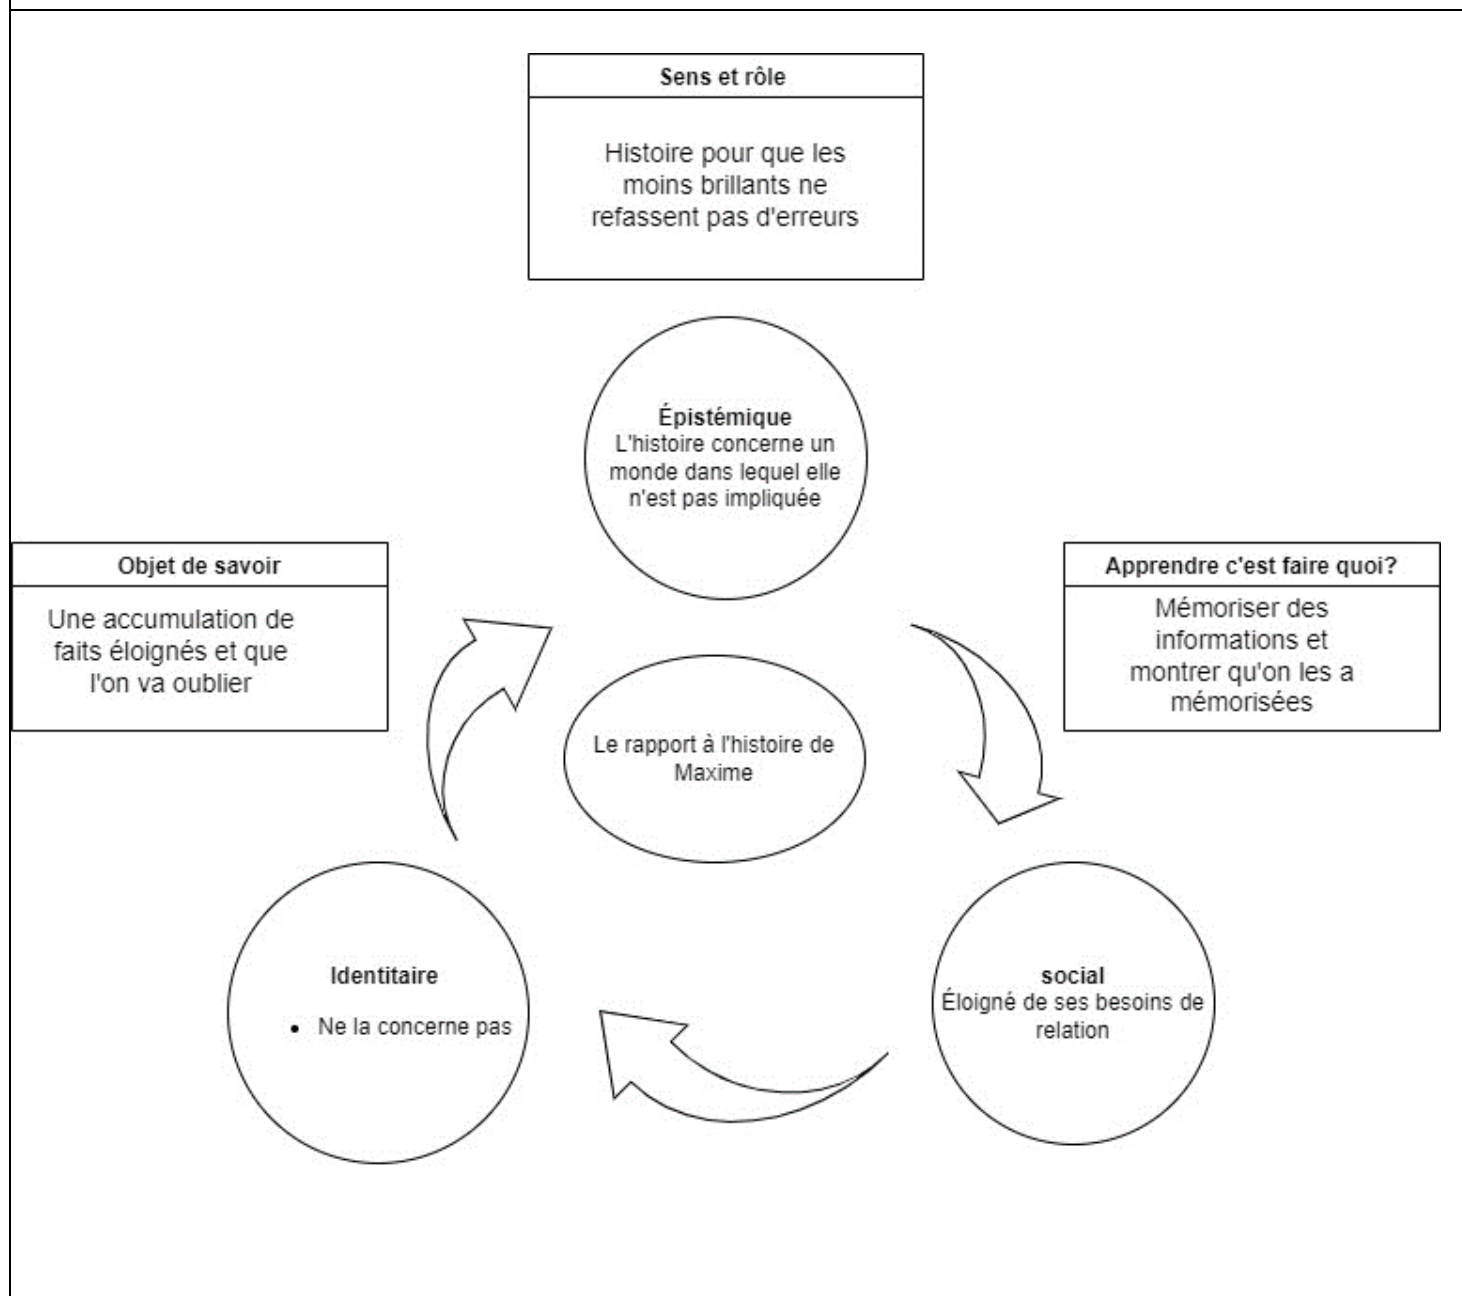 Sens et rôle
Histoire pour que les
moins brillants ne
refassent pas d'erreurs
Épistémique
L'histoire concerne un
monde dans lequel elle
n'est pas impliquée
Objet de savoir
Une accumulation de
faits éloignés et que
l'on va oublier
Apprendre c'est faire quoi?
Mémoriser des
informations et
montrer qu'on les a
mémorisées
Le rapport à l'histoire de
Maxime
Identitaire
• Ne la concerne pas
social
Éloigné de ses besoins de
relation